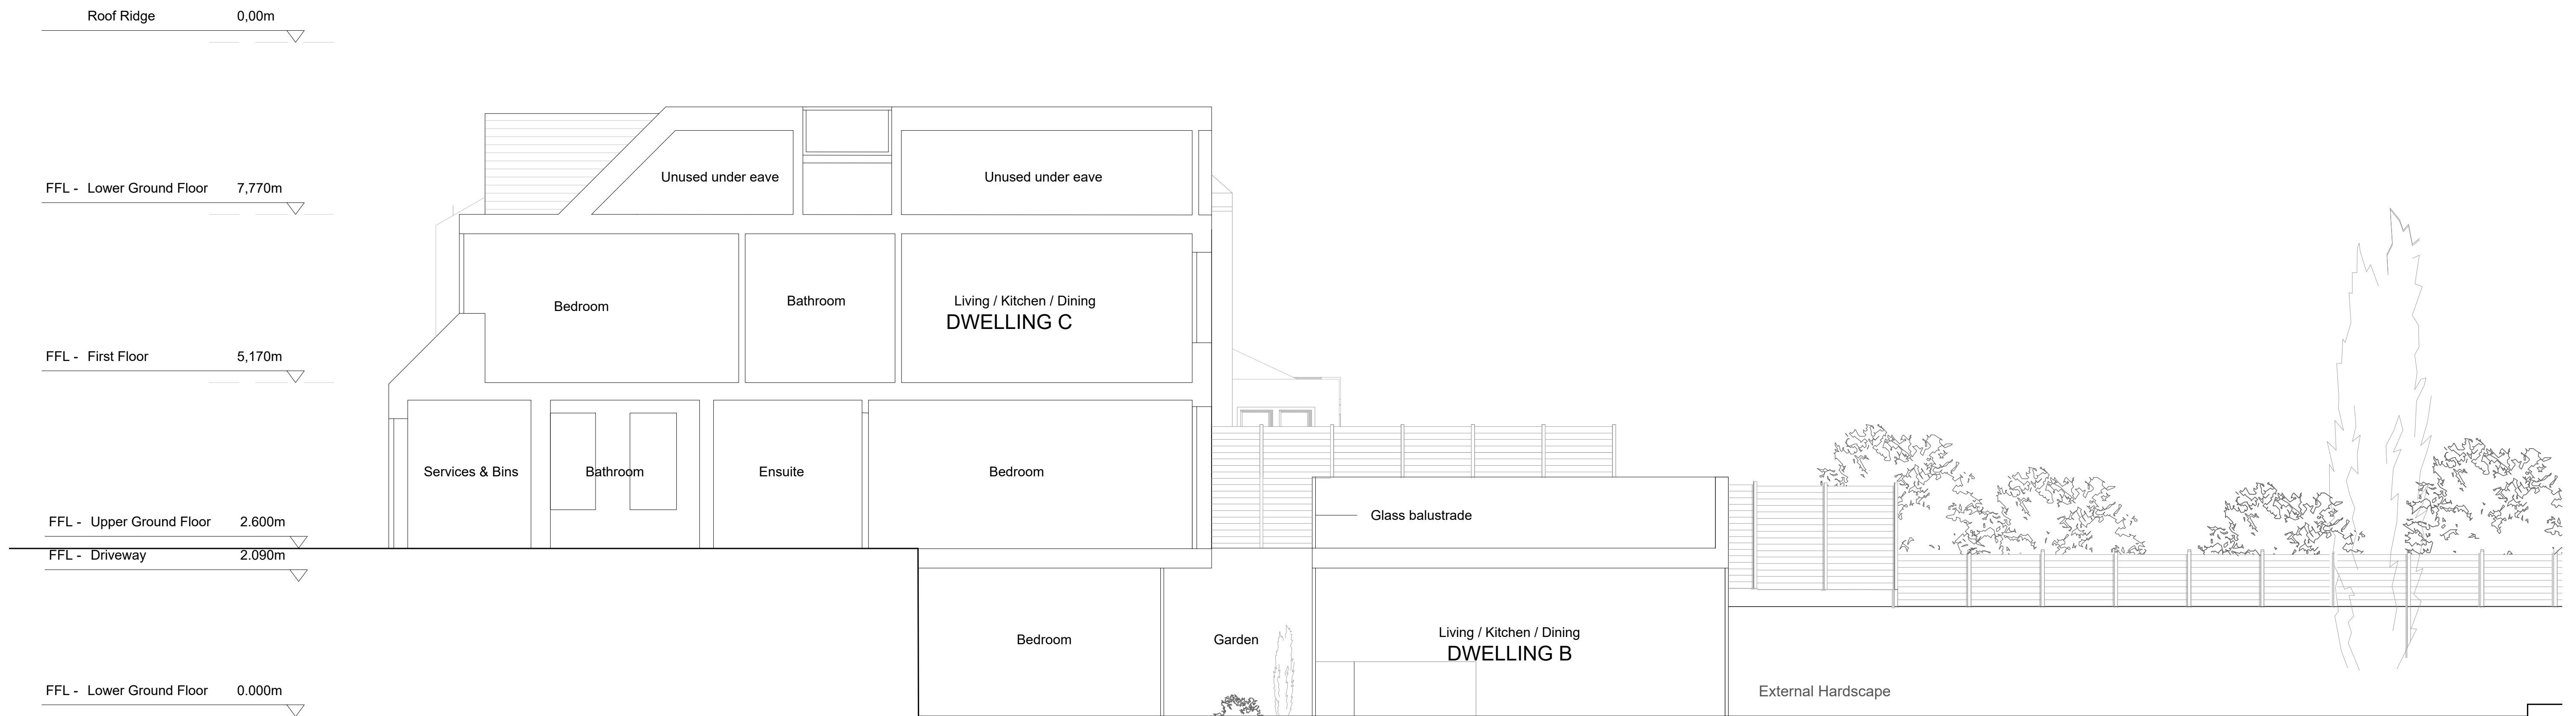 Roof Ridge 0,00m
FFL - Lower Ground Floor 7,770m
Unused under eave
Unused under eave
Bedroom
Bathroom
Living / Kitchen / Dining
DWELLING C
FFL - First Floor 5,170m
Services & Bins
Bathroom
Ensuite
Bedroom
Glass balustrade
FFL - Upper Ground Floor 2.600m
FFL - Driveway 2.090m
Bedroom
Garden
Living / Kitchen / Dining
DWELLING B
FFL - Lower Ground Floor 0.000m
External Hardscape